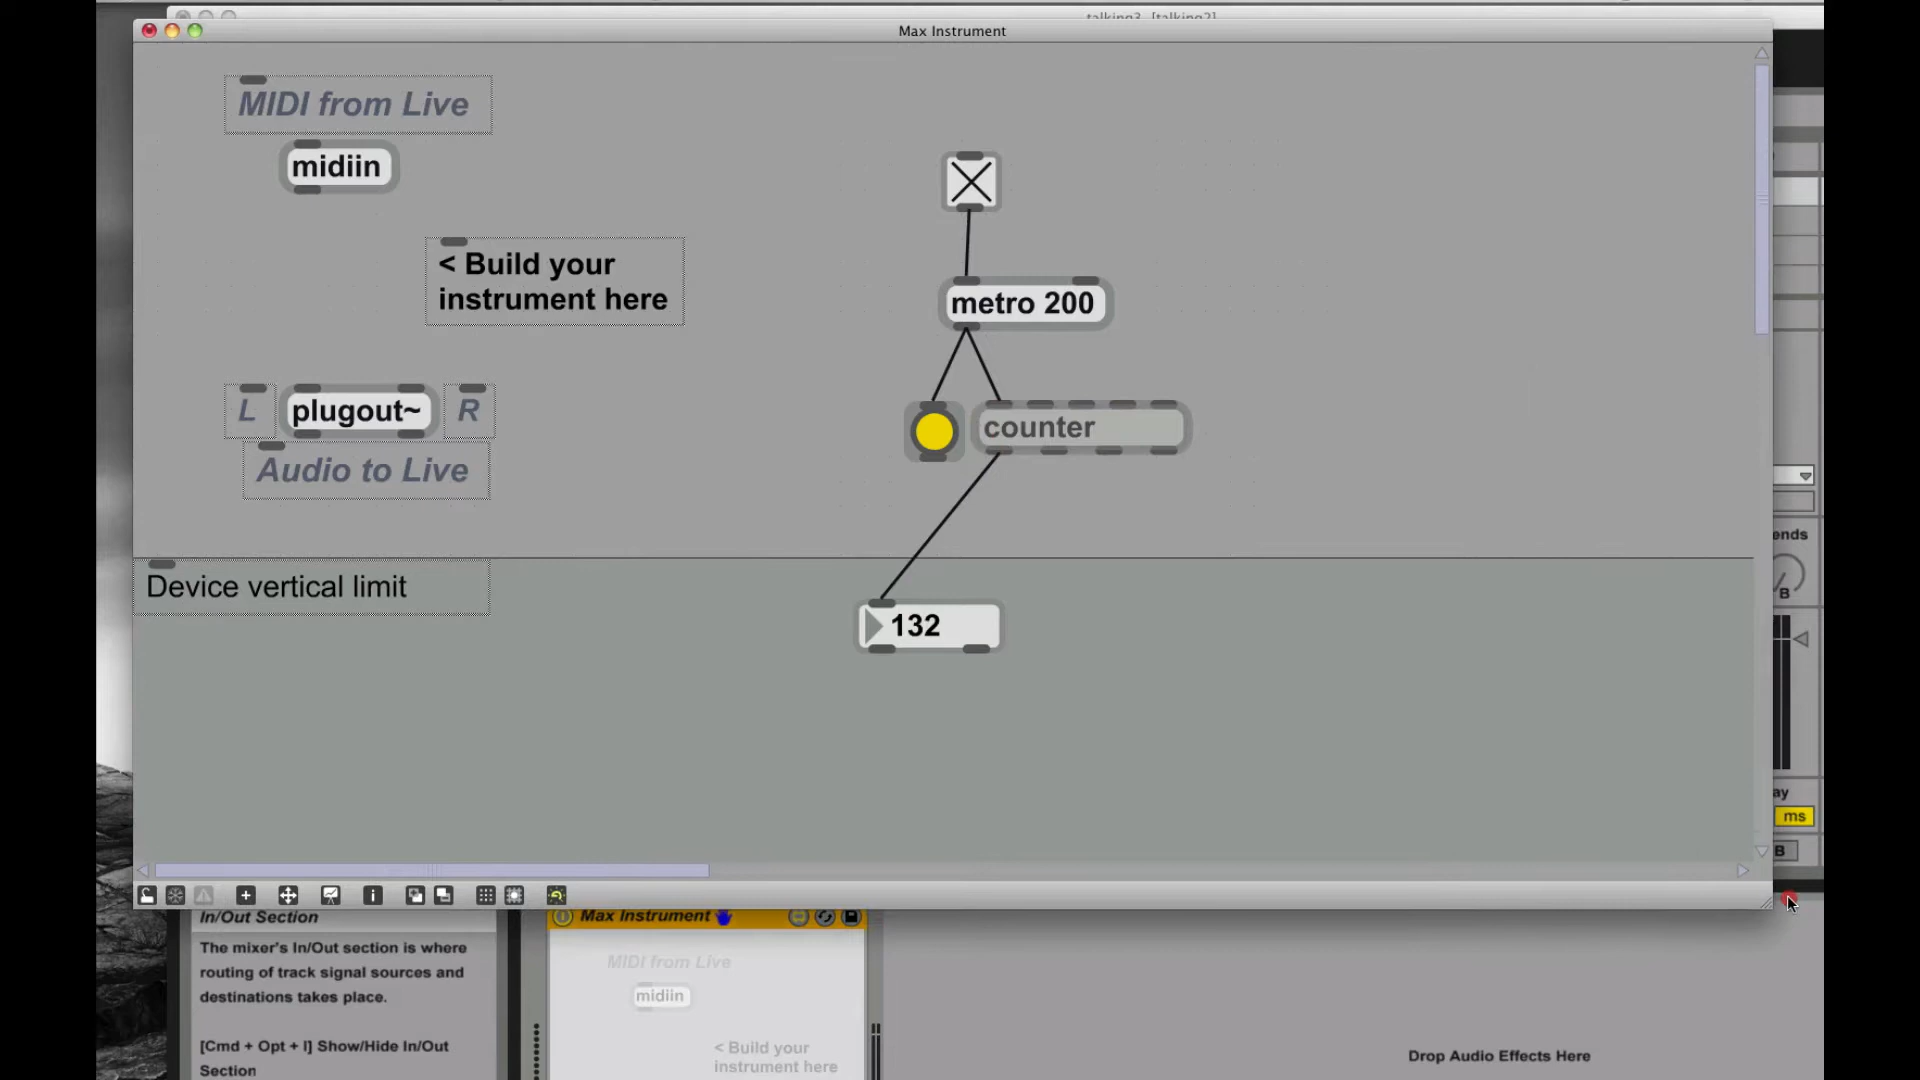 talking3 [talking2]
Max Instrument
MIDI from Live
midiin
< Build your
instrument here
metro 200
L
plugout~
R
counter
Audio to Live
ends
B
Device vertical limit
132
ay
ms
B
In/Out Section
The mixer's In/Out section is where
routing of track signal sources and
destinations takes place.
[Cmd + Opt + I] Show/Hide In/Out
Section
Max Instrument
MIDI from Live
midiin
< Build your
instrument here
Drop Audio Effects Here